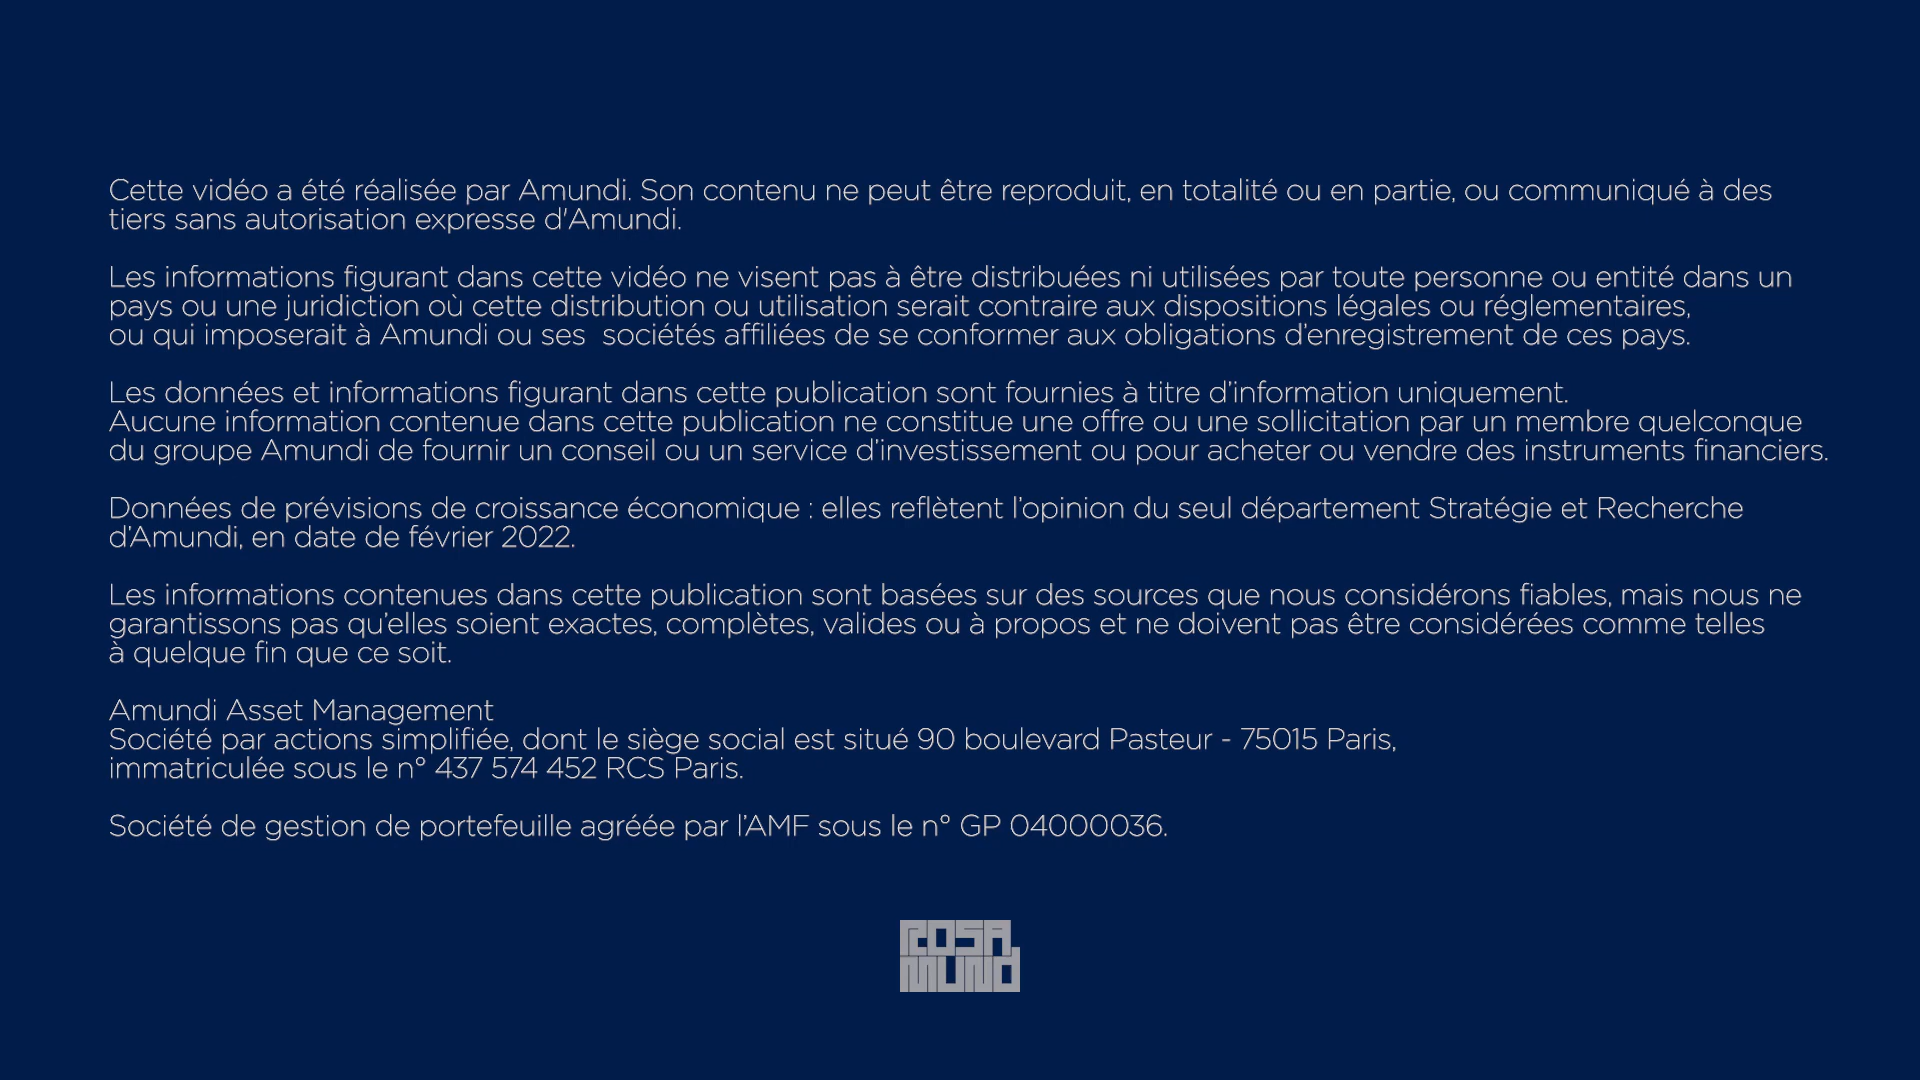 Cette vidéo a été réalisée par Amundi. Son contenu ne peut être reproduit, en totalité ou en partie, ou communiqué à des
tiers sans autorisation expresse d'Amundi.
Les informations figurant dans cette vidéo ne visent pas à être distribuées ni utilisées par toute personne ou entité dans un
pays ou une juridiction où cette distribution ou utilisation serait contraire aux dispositions légales ou réglementaires,
ou qui imposerait à Amundi ou ses  sociétés affiliées de se conformer aux obligations d’enregistrement de ces pays.
Les données et informations figurant dans cette publication sont fournies à titre d’information uniquement.
Aucune information contenue dans cette publication ne constitue une offre ou une sollicitation par un membre quelconque
du groupe Amundi de fournir un conseil ou un service d’investissement ou pour acheter ou vendre des instruments financiers.
Données de prévisions de croissance économique : elles reflètent l’opinion du seul département Stratégie et Recherche
d’Amundi, en date de février 2022.
Les informations contenues dans cette publication sont basées sur des sources que nous considérons fiables, mais nous ne
garantissons pas qu’elles soient exactes, complètes, valides ou à propos et ne doivent pas être considérées comme telles
à quelque fin que ce soit.
Amundi Asset Management
Société par actions simplifiée, dont le siège social est situé 90 boulevard Pasteur - 75015 Paris,
immatriculée sous le n° 437 574 452 RCS Paris.
Société de gestion de portefeuille agréée par l’AMF sous le n° GP 04000036.
ROSA
MUND